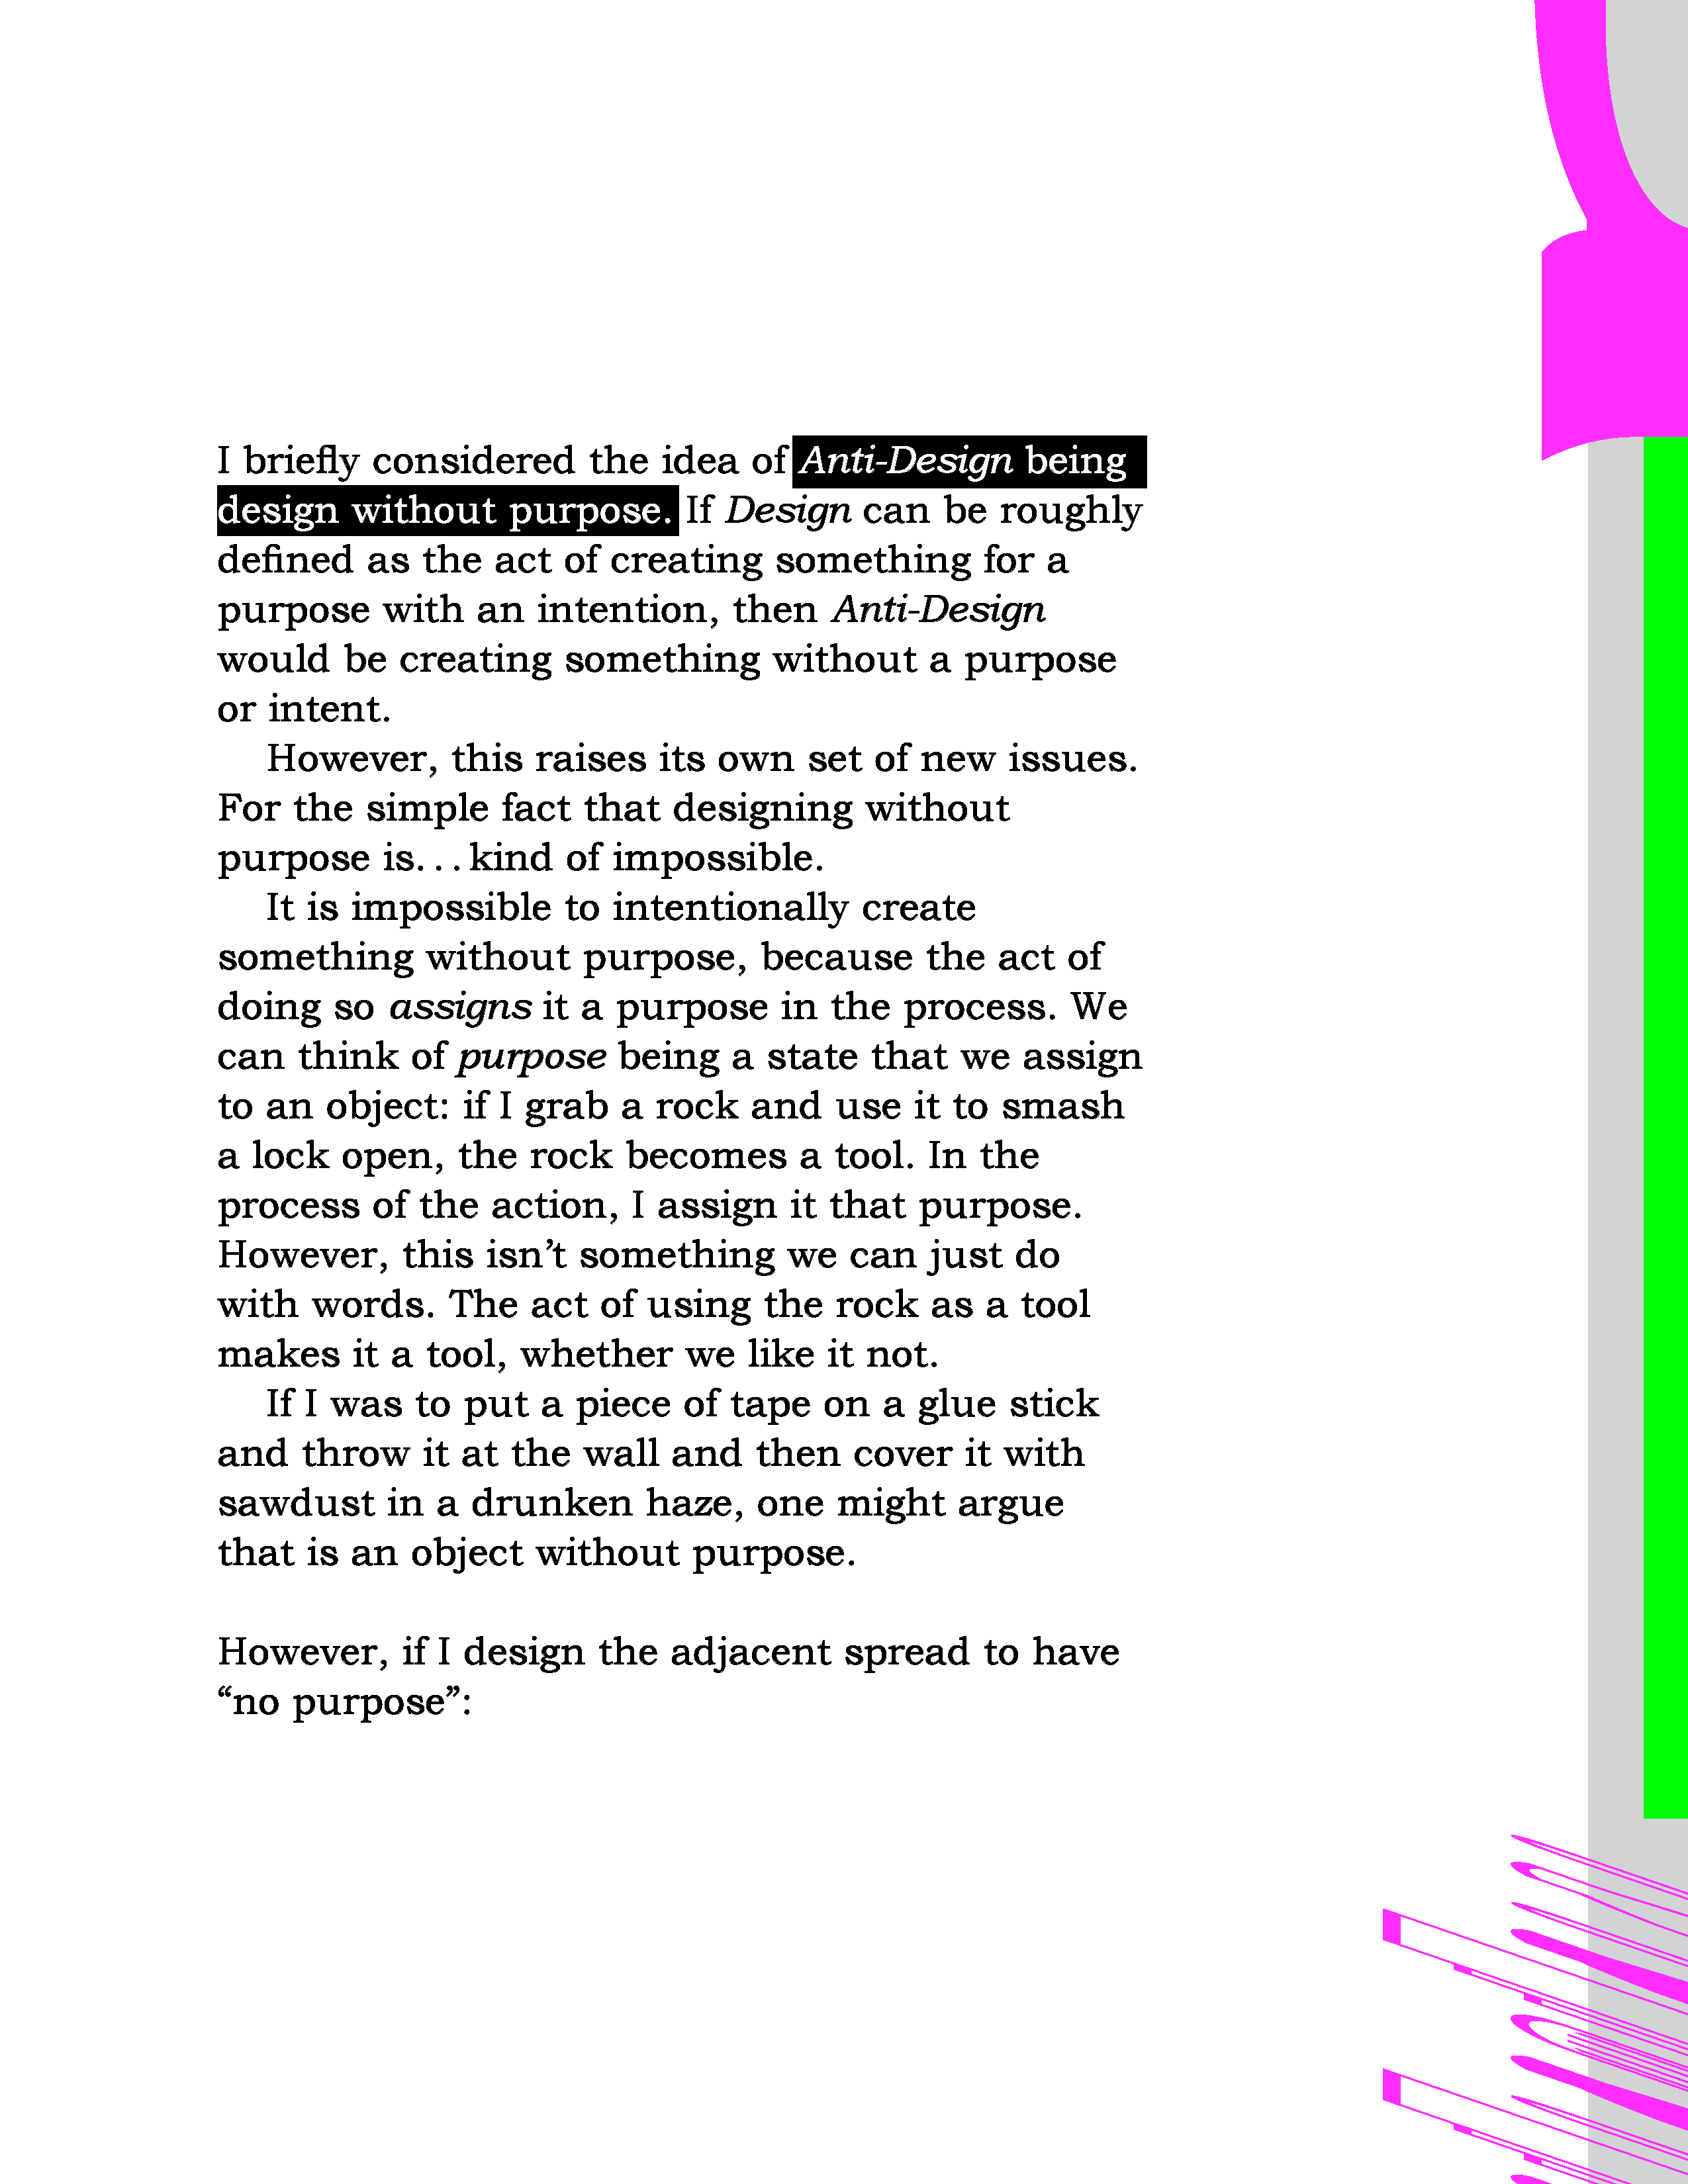 I briefly considered the idea of Anti-Design being
design without purpose. If Design can be roughly
defined as the act of creating something for a
purpose with an intention, then Anti-Design
would be creating something without a purpose
or intent.
However, this raises its own set of new issues.
For the simple fact that designing without
purpose is. . . kind of impossible.
It is impossible to intentionally create
something without purpose, because the act of
doing so assigns it a purpose in the process. We
can think of purpose being a state that we assign
to an object: if I grab a rock and use it to smash
a lock open, the rock becomes a tool. In the
process of the action, I assign it that purpose.
However, this isn’t something we can just do
with words. The act of using the rock as a tool
makes it a tool, whether we like it not.
If I was to put a piece of tape on a glue stick
and throw it at the wall and then cover it with
sawdust in a drunken haze, one might argue
that is an object without purpose.
However, if I design the adjacent spread to have
“no purpose”: